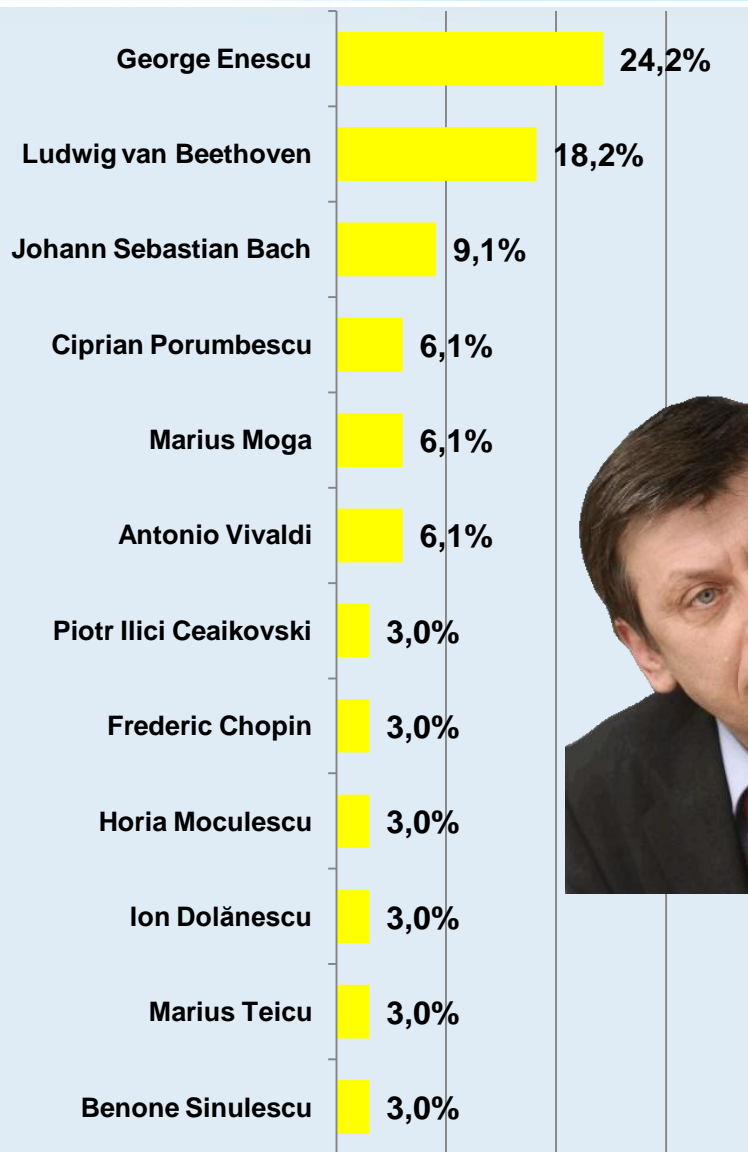 George Enescu 24,2%
Ludwig van Beethoven 18,2%
Johann Sebastian Bach 9,1%
Ciprian Porumbescu 6,1%
Marius Moga 6,1%
Antonio Vivaldi 6,1%
Piotr Ilici Ceaikovski 3,0%
Frederic Chopin 3,0%
Horia Moculescu 3,0%
Ion Dolănescu 3,0%
Marius Teicu 3,0%
Benone Sinulescu 3,0%